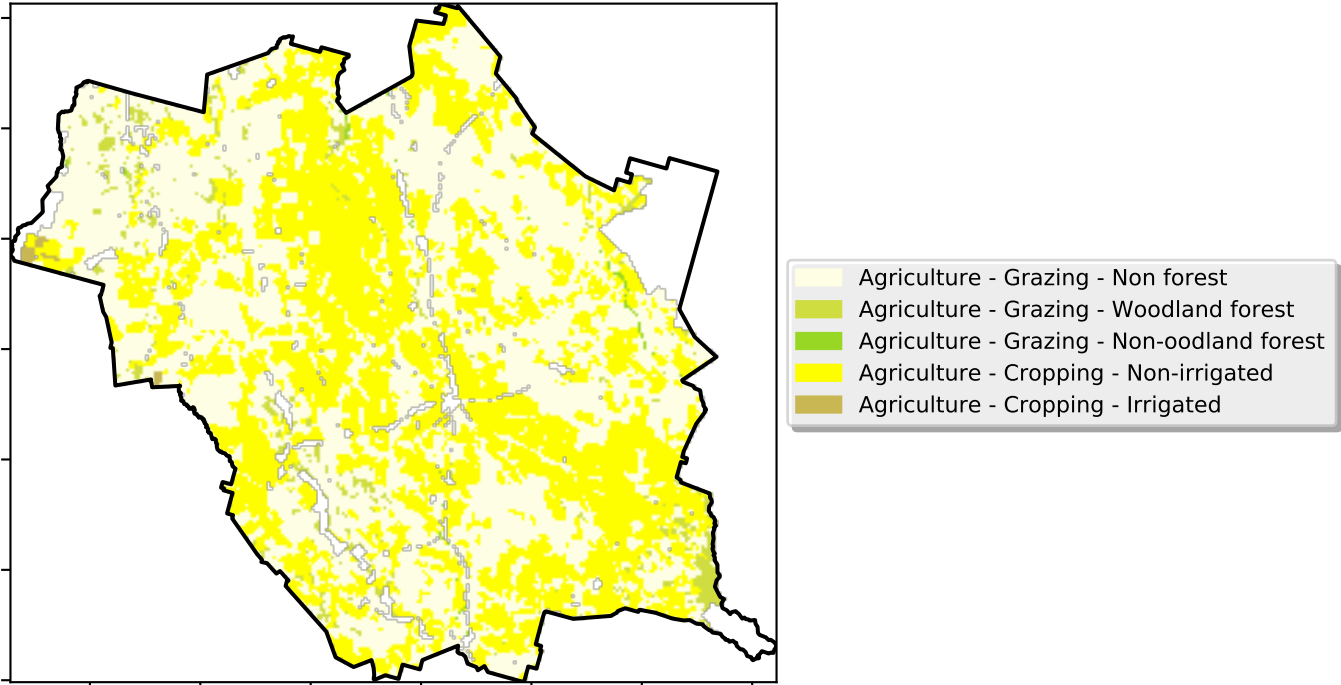 Agriculture - Grazing - Non forest
Agriculture - Grazing - Woodland forest
Agriculture - Grazing - Non-oodland forest
Agriculture - Cropping - Non-irrigated
Agriculture - Cropping - Irrigated